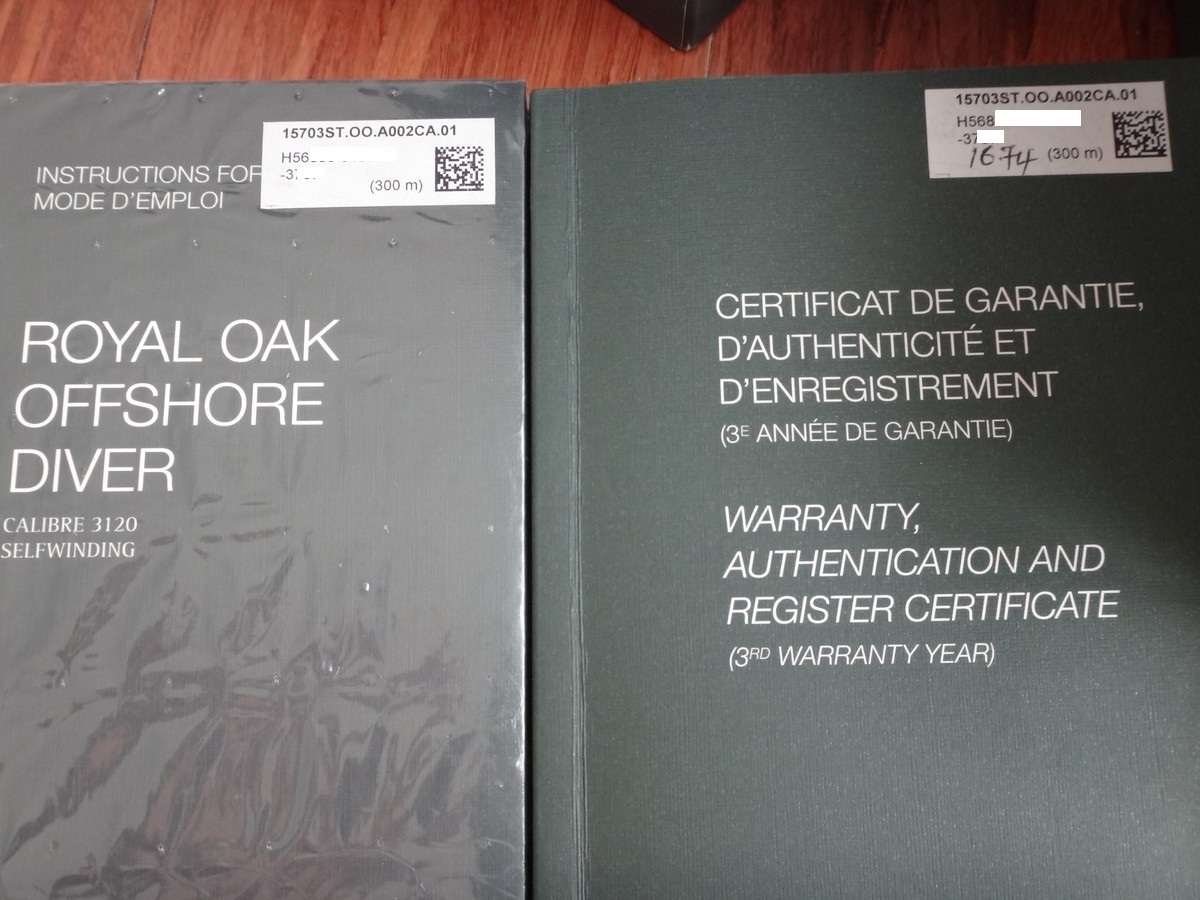 15703ST.OO.A002CA.01
(300 m)
INSTRUCTIONS FOR
MODE D'EMPLOI
ROYAL OAK
OFFSHORE
DIVER
CALIBRE 3120
SELFWINDING
15703ST.OO.A002CA.01
H568
-37
1674 (300 m)
CERTIFICAT DE GARANTIE,
D'AUTHENTICITÉ ET
D'ENREGISTREMENT
(3E ANNÉE DE GARANTIE)
WARRANTY,
AUTHENTICATION AND
REGISTER CERTIFICATE
(3RD WARRANTY YEAR)